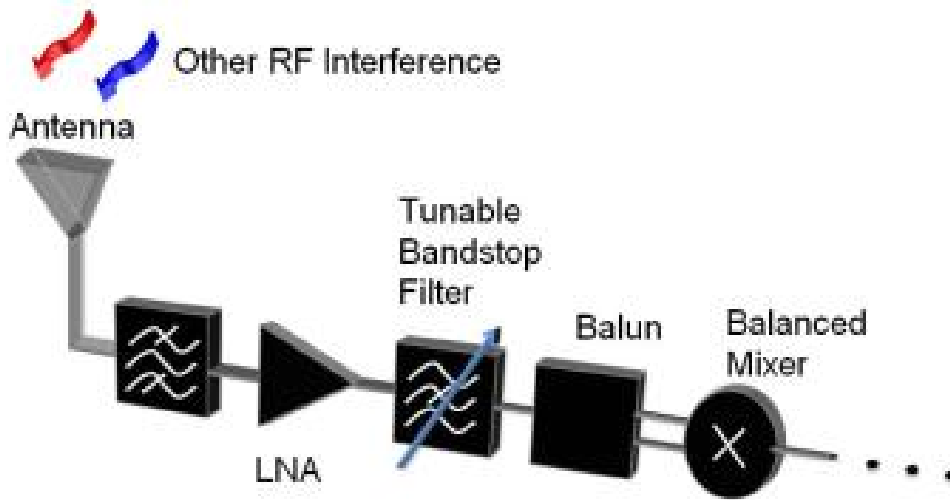 Other RF Interference
Antenna
Tunable
Bandstop
Filter
Balun
Balanced
Mixer
LNA